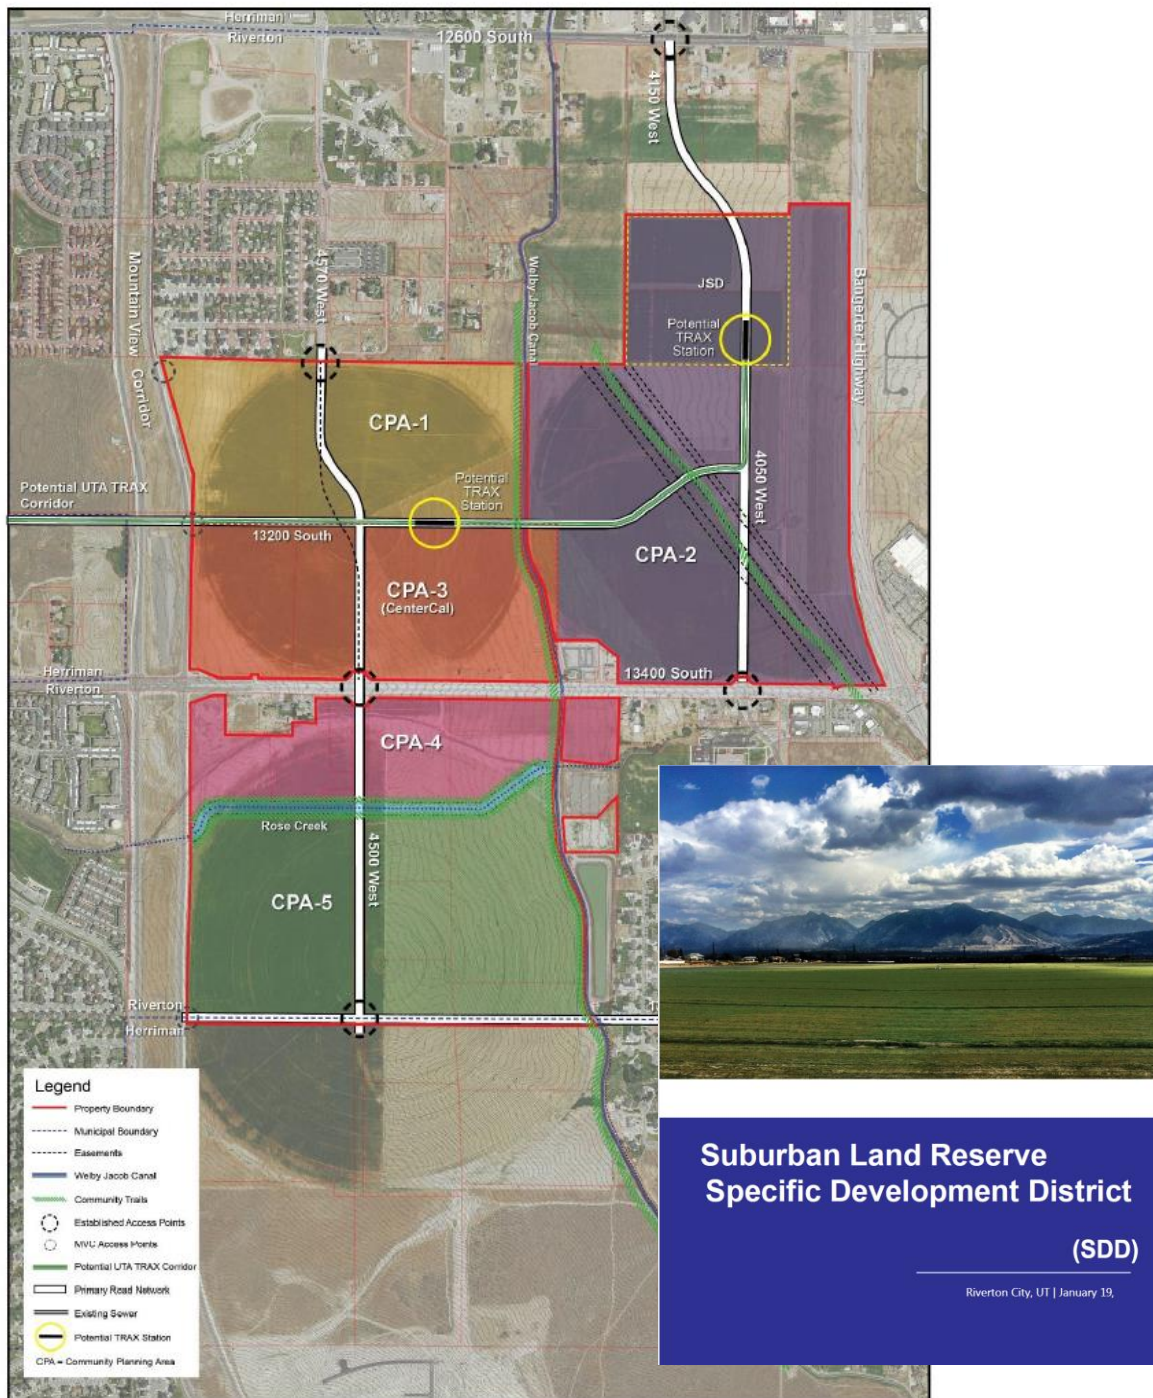 Herriman
Riverton
12600 South
4150 West
Mountain View Corridor
4570 West
Welby Jacob Canal
JSD
Potential
TRAX
Station
Bangerter Highway
CPA-1
Potential
TRAX
Station
4050 West
Potential UTA TRAX
Corridor
13200 South
CPA-2
CPA-3
(CenterCal)
Herriman
Riverton
13400 South
CPA-4
Rose Creek
4500 West
CPA-5
Riverton
Herriman
1
Legend
Property Boundary
Municipal Boundary
Easements
Welby Jacob Canal
Community Trails
Established Access Points
MVC Access Points
Potential UTA TRAX Corridor
Primary Road Network
Existing Sewer
Potential TRAX Station
CPA = Community Planning Area
Suburban Land Reserve
Specific Development District
(SDD)
Riverton City, UT | January 19,